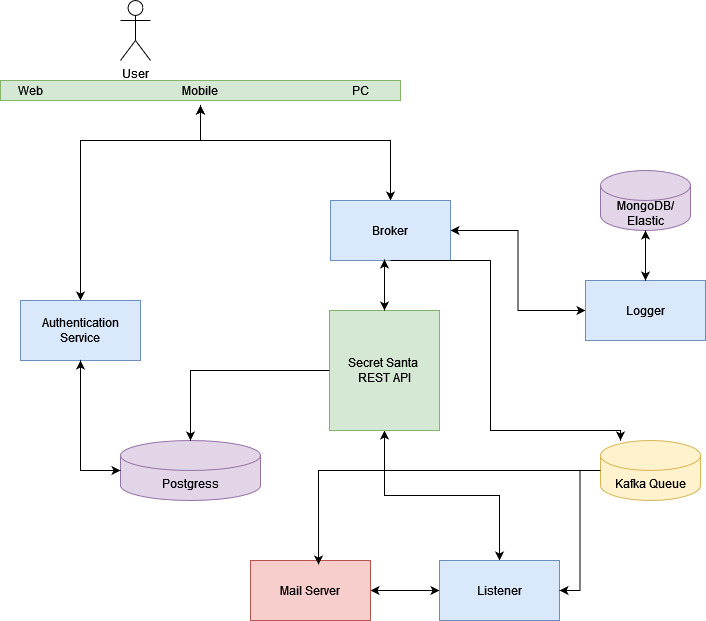 User
Web Mobile PC
MongoDB/
Elastic
Broker
Logger
Authentication
Service
Secret Santa
REST API
Postgress
Kafka Queue
Mail Server
Listener